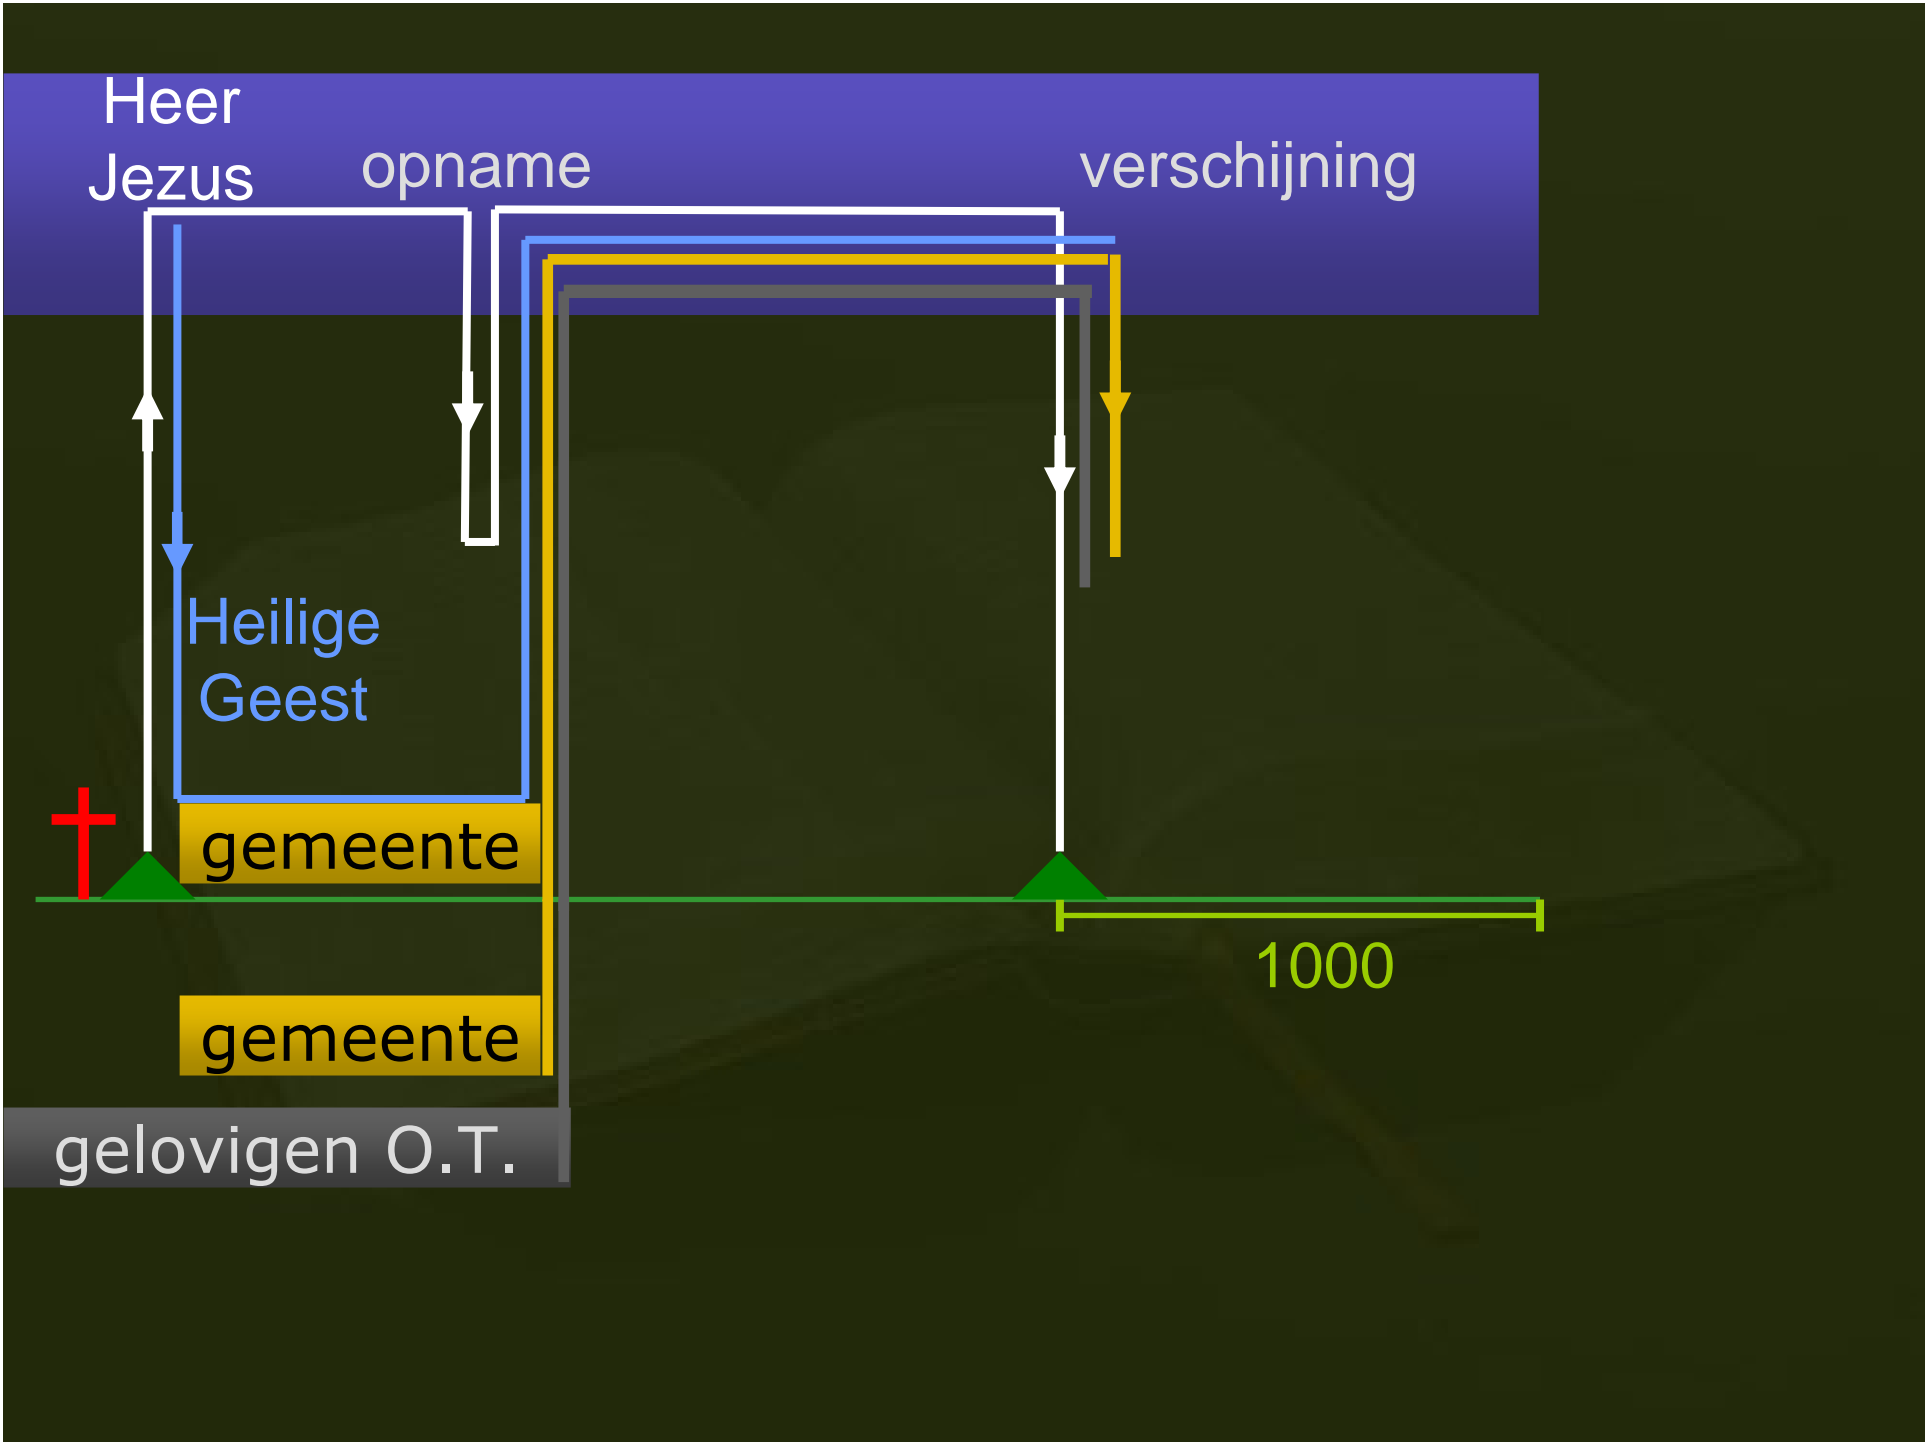 Heer
Jezus
opname
verschijning
Heilige
Geest
gemeente
1000
gemeente
gelovigen O.T.